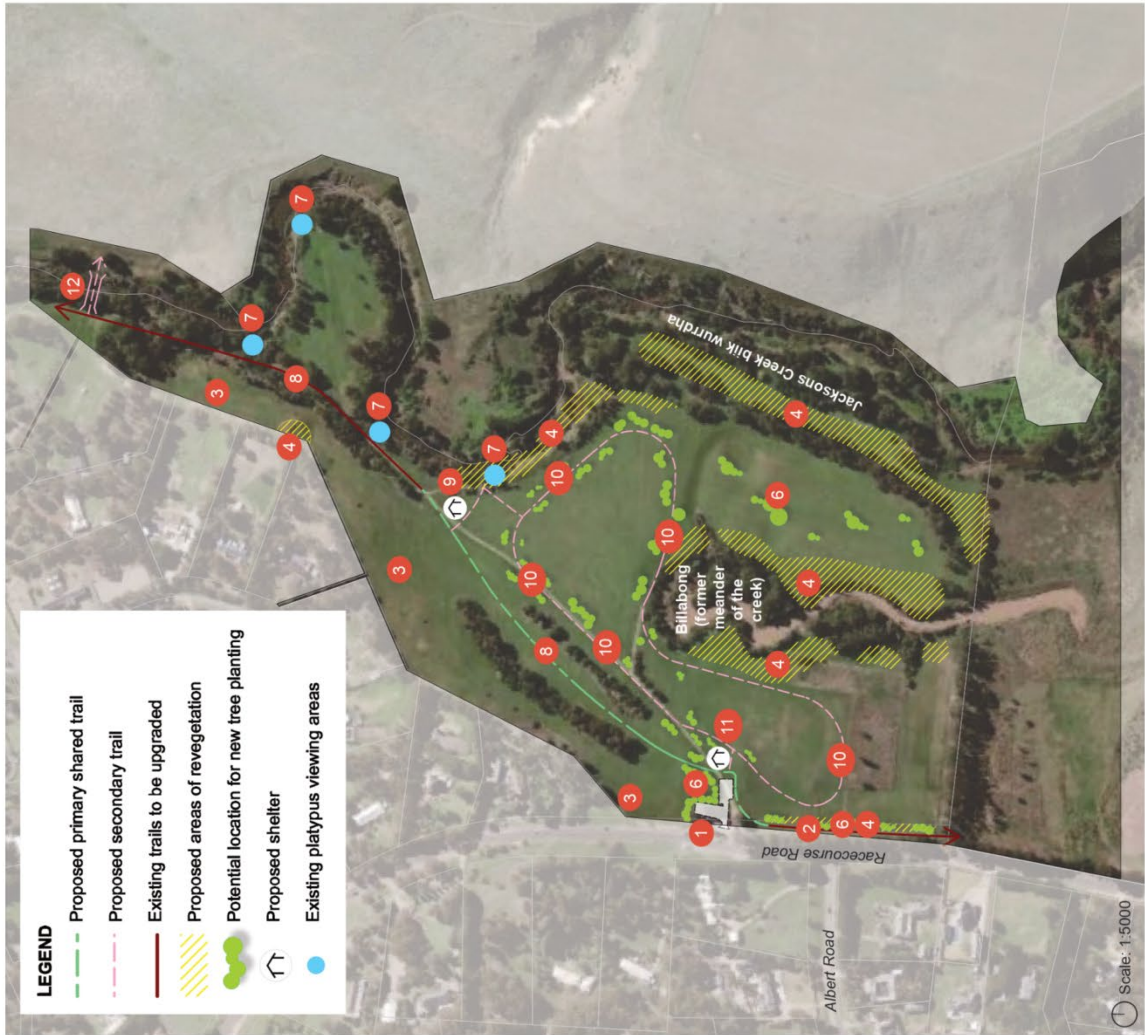 LEGEND
Proposed primary shared trail
Proposed secondary trail
Existing trails to be upgraded
Proposed areas of revegetation
Potential location for new tree planting
Proposed shelter
Existing platypus viewing areas
12
7
7
3
8
7
4
9
7
4
3
10
4
Jacksons Creek biik wurrdha
8
10
10
10
6
Billabong
(former
meander
of the
creek)
4
4
3
11
6
1
10
2
6
4
Racecourse Road
Albert Road
Scale: 1:5000